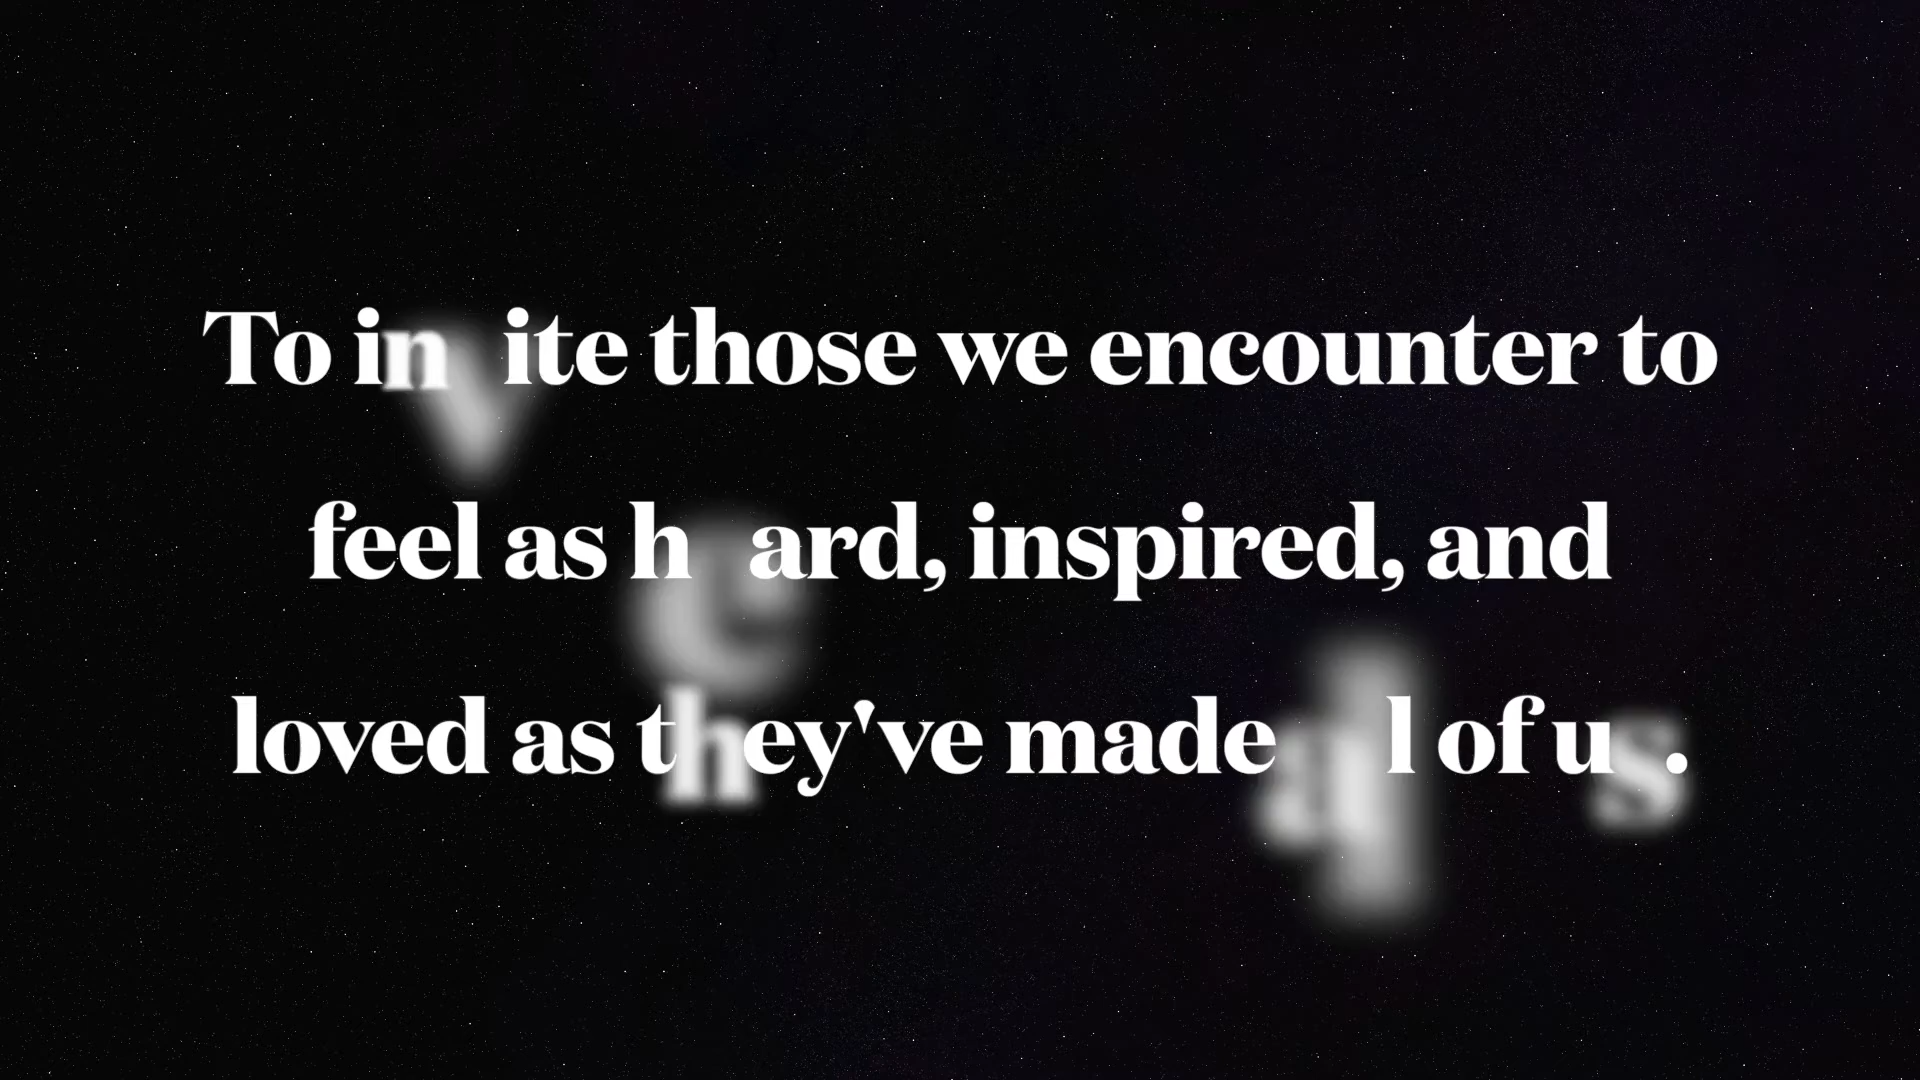 To invite those we encounter to
feel as heard, inspired, and
loved as they've made all of us.